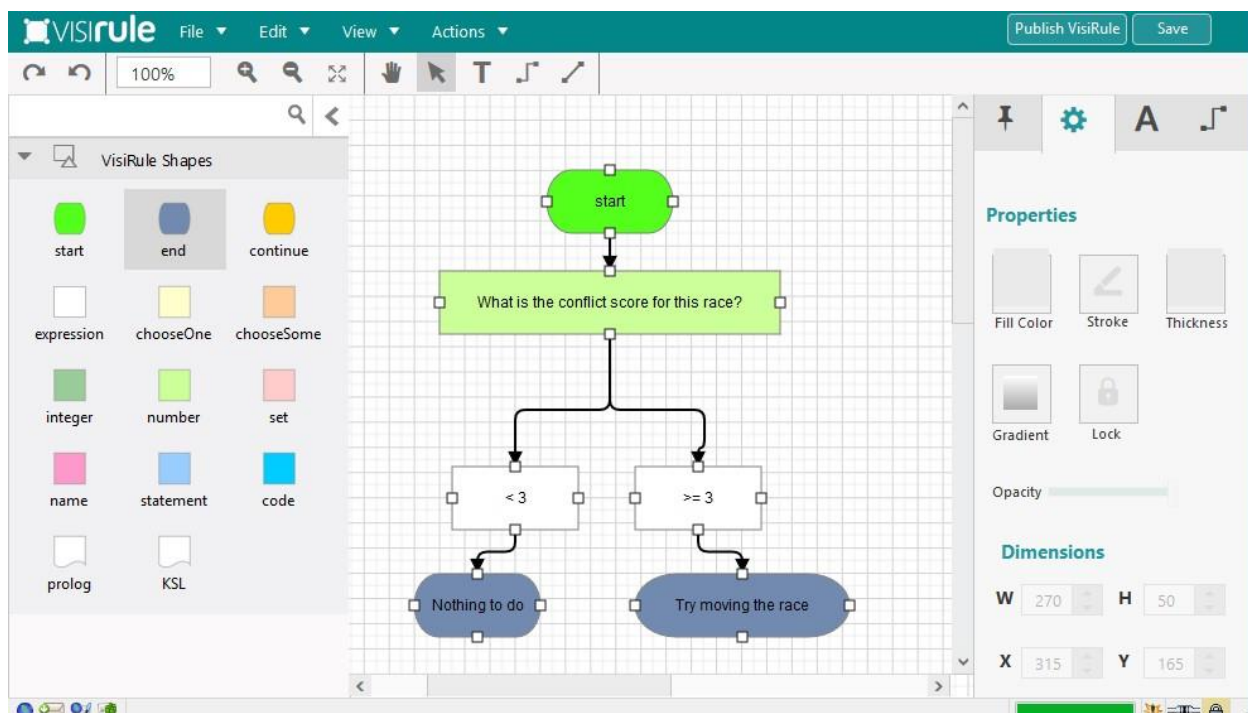 VISIrule File Edit View Actions Publish VisiRule Save
100% T
VisiRule Shapes
start end continue
expression chooseOne chooseSome
integer number set
name statement code
prolog KSL
start
What is the conflict score for this race?
< 3 >= 3
Nothing to do Try moving the race
A
Properties
Fill Color Stroke Thickness
Gradient Lock
Opacity
Dimensions
W 270 H 50
X 315 Y 165